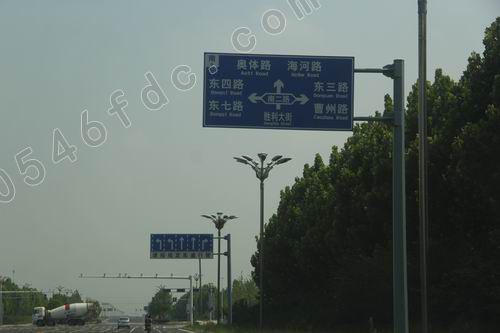 奥体路 海河路
Aoti Road Haihe Road
东四路 东三路
Dongsi Road Dongsan Road
南二路
东七路 曹州路
Dongqi Road Caozhou Road
胜利大街
Shengli Street
0546fdc.com